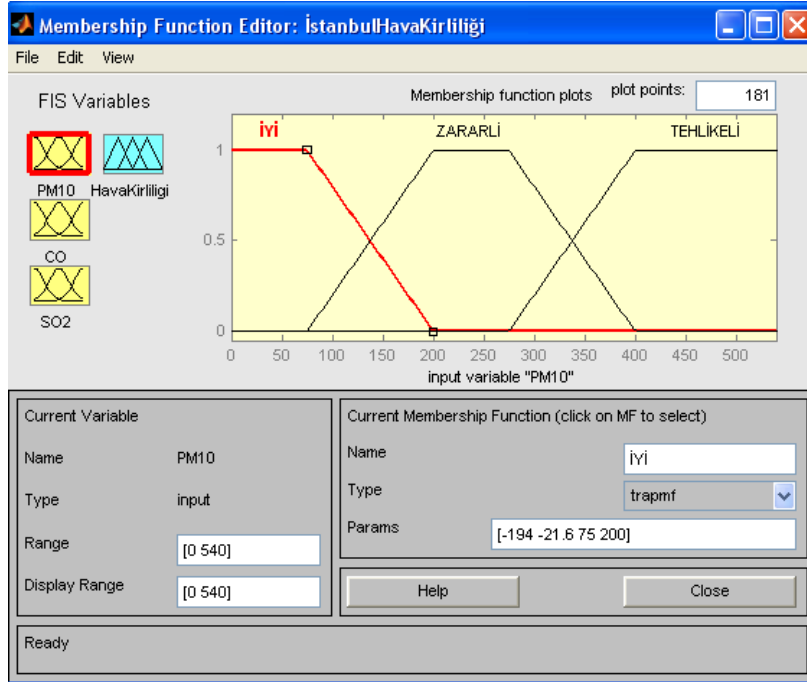 Membership Function Editor: İstanbulHavaKirliliği
File Edit View
FIS Variables
Membership function plots plot points: 181
PM10 HavaKirliligi
CO
SO2
İYİ ZARARLİ TEHLİKELİ
1
0.5
0
0 50 100 150 200 250 300 350 400 450 500
input variable "PM10"
Current Variable
Name PM10
Type input
Range [0 540]
Display Range [0 540]
Current Membership Function (click on MF to select)
Name İYİ
Type trapmf
Params [-194 -21.6 75 200]
Help Close
Ready